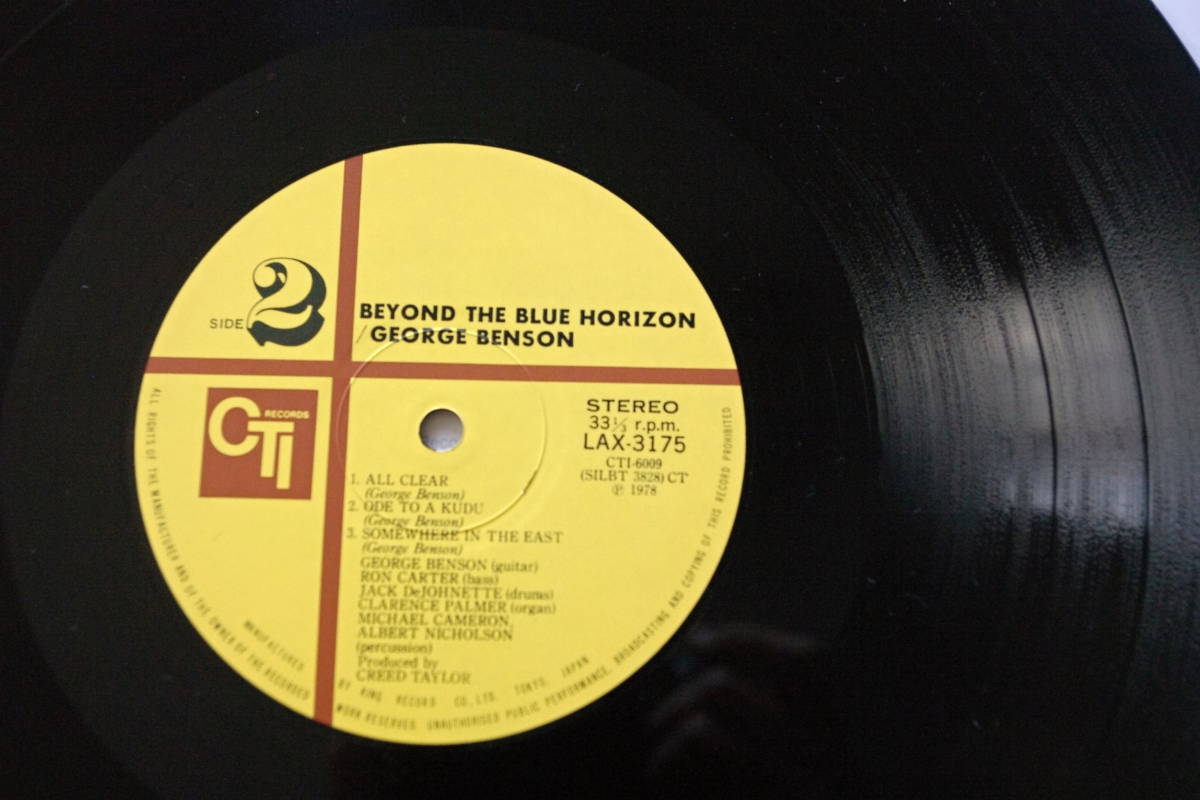 SIDE 2
BEYOND THE BLUE HORIZON
/GEORGE BENSON
CTI RECORDS
STEREO
33⅓ r.p.m.
LAX-3175
CTI-6009
(SILBT 3828) CT
℗ 1978
1. ALL CLEAR
(George Benson)
2. ODE TO A KUDU
(George Benson)
3. SOMEWHERE IN THE EAST
(George Benson)
GEORGE BENSON (guitar)
RON CARTER (bass)
JACK DeJOHNETTE (drums)
CLARENCE PALMER (organ)
MICHAEL CAMERON,
ALBERT NICHOLSON
(percussion)
Produced by
CREED TAYLOR
MANUFACTURED BY KING RECORD CO., LTD. TOKYO, JAPAN
ALL RIGHTS OF THE MANUFACTURER AND OF THE OWNER OF THE RECORDED WORK RESERVED. UNAUTHORISED PUBLIC PERFORMANCE, BROADCASTING AND COPYING OF THIS RECORD PROHIBITED